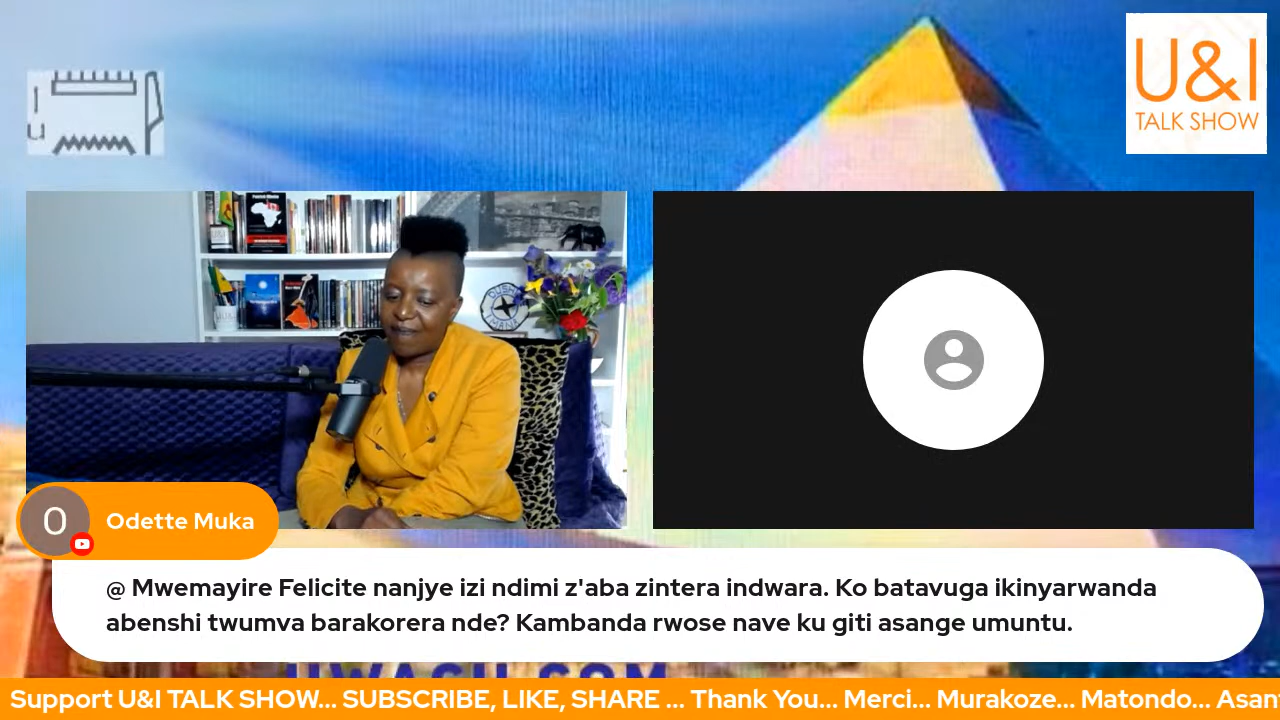 U&I
TALK SHOW
DUSHI
IMANA
Odette Muka
@ Mwemayire Felicite nanjye izi ndimi z'aba zintera indwara. Ko batavuga ikinyarwanda
abenshi twumva barakorera nde? Kambanda rwose nave ku giti asange umuntu.
Support U&I TALK SHOW... SUBSCRIBE, LIKE, SHARE ... Thank You... Merci... Murakoze... Matondo... Asan